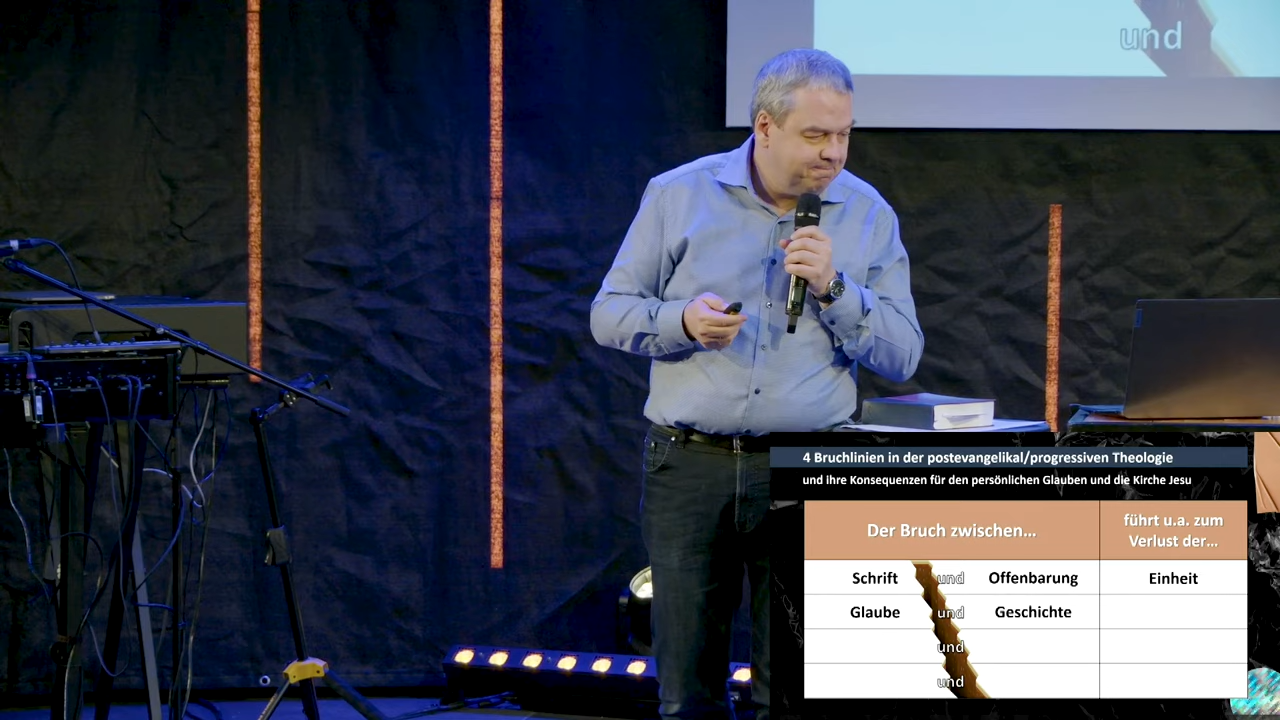 und
4 Bruchlinien in der postevangelikal/progressiven Theologie
und ihre Konsequenzen für den persönlichen Glauben und die Kirche Jesu
Der Bruch zwischen...
führt u.a. zum
Verlust der...
Schrift und Offenbarung Einheit
Glaube und Geschichte
und
und